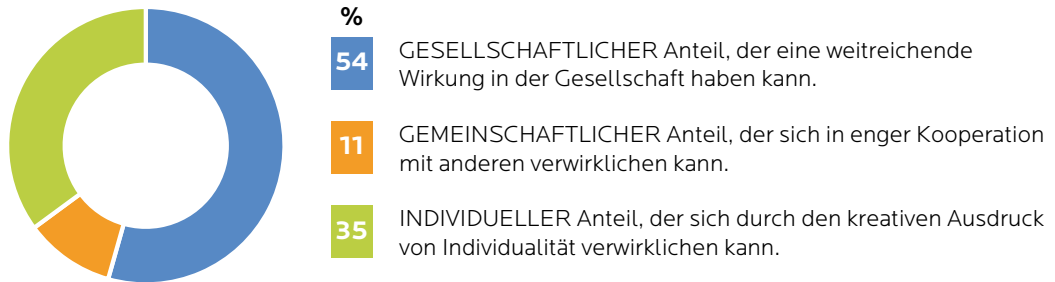 %
54 GESELLSCHAFTLICHER Anteil, der eine weitreichende
Wirkung in der Gesellschaft haben kann.
11 GEMEINSCHAFTLICHER Anteil, der sich in enger Kooperation
mit anderen verwirklichen kann.
35 INDIVIDUELLER Anteil, der sich durch den kreativen Ausdruck
von Individualität verwirklichen kann.